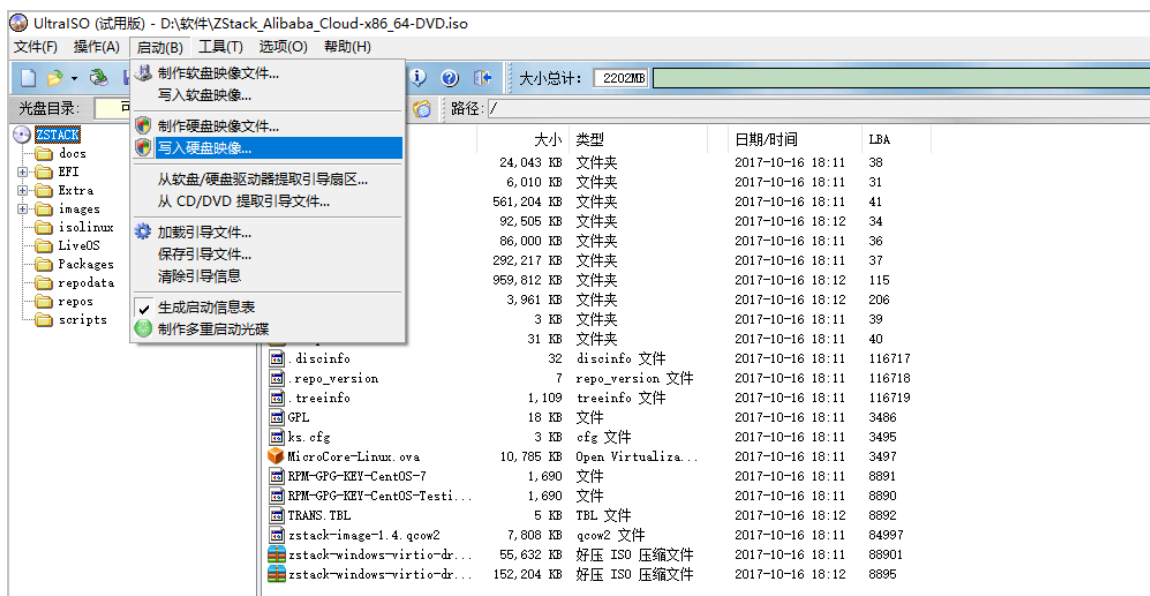 UltraISO (试用版) - D:\软件\ZStack_Alibaba_Cloud-x86_64-DVD.iso
文件(F) 操作(A) 启动(B) 工具(T) 选项(O) 帮助(H)
大小总计: 2202MB
光盘目录: 路径: /
制作软盘映像文件...
写入软盘映像...
制作硬盘映像文件...
写入硬盘映像...
从软盘/硬盘驱动器提取引导扇区...
从 CD/DVD 提取引导文件...
加载引导文件...
保存引导文件...
清除引导信息
生成启动信息表
制作多重启动光碟
ZSTACK
docs
EFI
Extra
images
isolinux
LiveOS
Packages
repodata
repos
scripts
大小 类型 日期/时间 LBA
24,043 KB 文件夹 2017-10-16 18:11 38
6,010 KB 文件夹 2017-10-16 18:11 31
561,204 KB 文件夹 2017-10-16 18:11 41
92,505 KB 文件夹 2017-10-16 18:12 34
86,000 KB 文件夹 2017-10-16 18:11 36
292,217 KB 文件夹 2017-10-16 18:11 37
959,812 KB 文件夹 2017-10-16 18:12 115
3,961 KB 文件夹 2017-10-16 18:12 206
3 KB 文件夹 2017-10-16 18:11 39
31 KB 文件夹 2017-10-16 18:11 40
.discinfo 32 discinfo 文件 2017-10-16 18:11 116717
.repo_version 7 repo_version 文件 2017-10-16 18:11 116718
.treeinfo 1,109 treeinfo 文件 2017-10-16 18:11 116719
GPL 18 KB 文件 2017-10-16 18:11 3486
ks.cfg 3 KB cfg 文件 2017-10-16 18:11 3495
MicroCore-Linux.ova 10,785 KB Open Virtualiza... 2017-10-16 18:11 3497
RPM-GPG-KEY-CentOS-7 1,690 文件 2017-10-16 18:11 8891
RPM-GPG-KEY-CentOS-Testi... 1,690 文件 2017-10-16 18:11 8890
TRANS.TBL 5 KB TBL 文件 2017-10-16 18:12 8892
zstack-image-1.4.qcow2 7,808 KB qcow2 文件 2017-10-16 18:11 84997
zstack-windows-virtio-dr... 55,632 KB 好压 ISO 压缩文件 2017-10-16 18:11 88901
zstack-windows-virtio-dr... 152,204 KB 好压 ISO 压缩文件 2017-10-16 18:12 8895